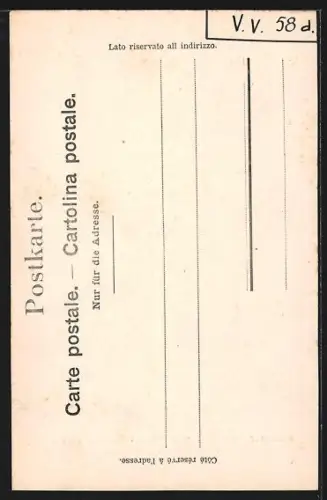 V. V. 58 d.
Lato riservato all indirizzo.
Postkarte.
Carte postale. — Cartolina postale.
Nur für die Adresse.
Côté réservé à l'adresse.